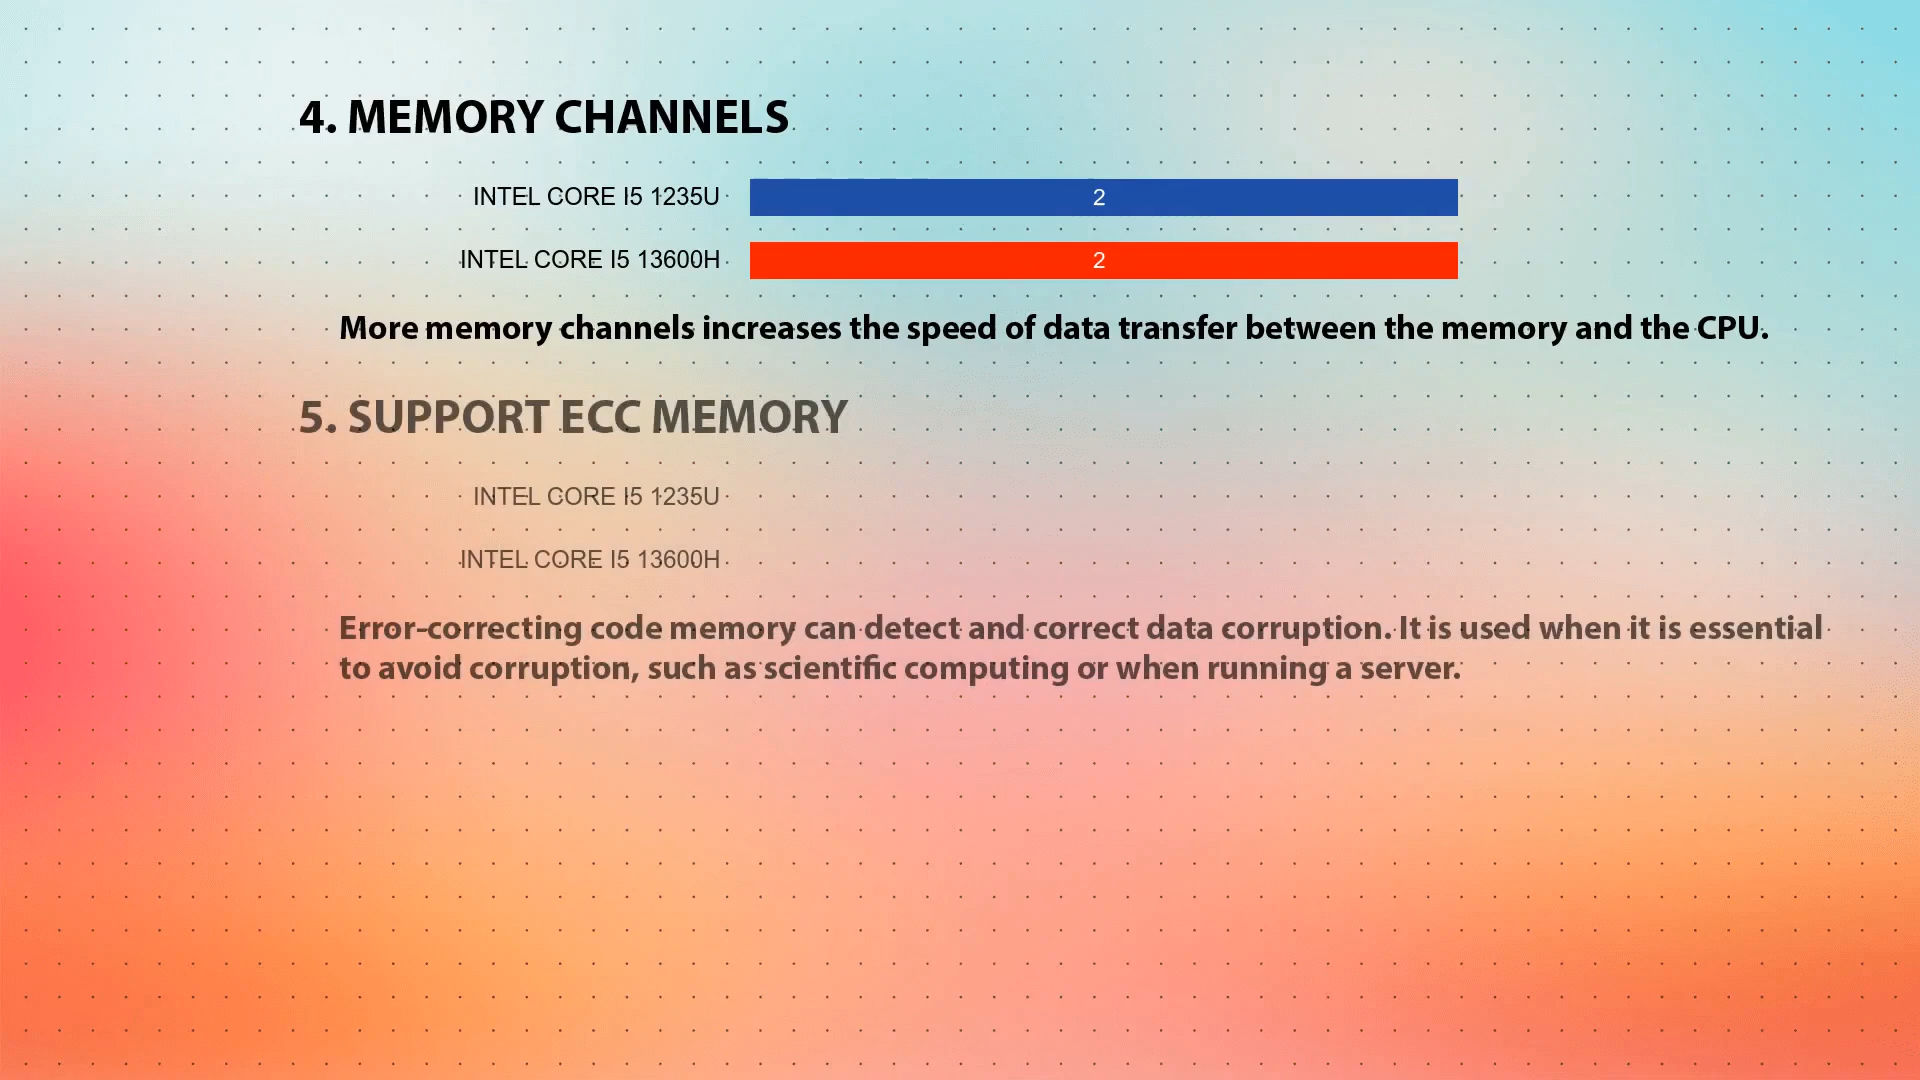 4. MEMORY CHANNELS
INTEL CORE I5 1235U
2
INTEL CORE I5 13600H
2
More memory channels increases the speed of data transfer between the memory and the CPU.
5. SUPPORT ECC MEMORY
INTEL CORE I5 1235U
INTEL CORE I5 13600H
Error-correcting code memory can detect and correct data corruption. It is used when it is essential
to avoid corruption, such as scientific computing or when running a server.